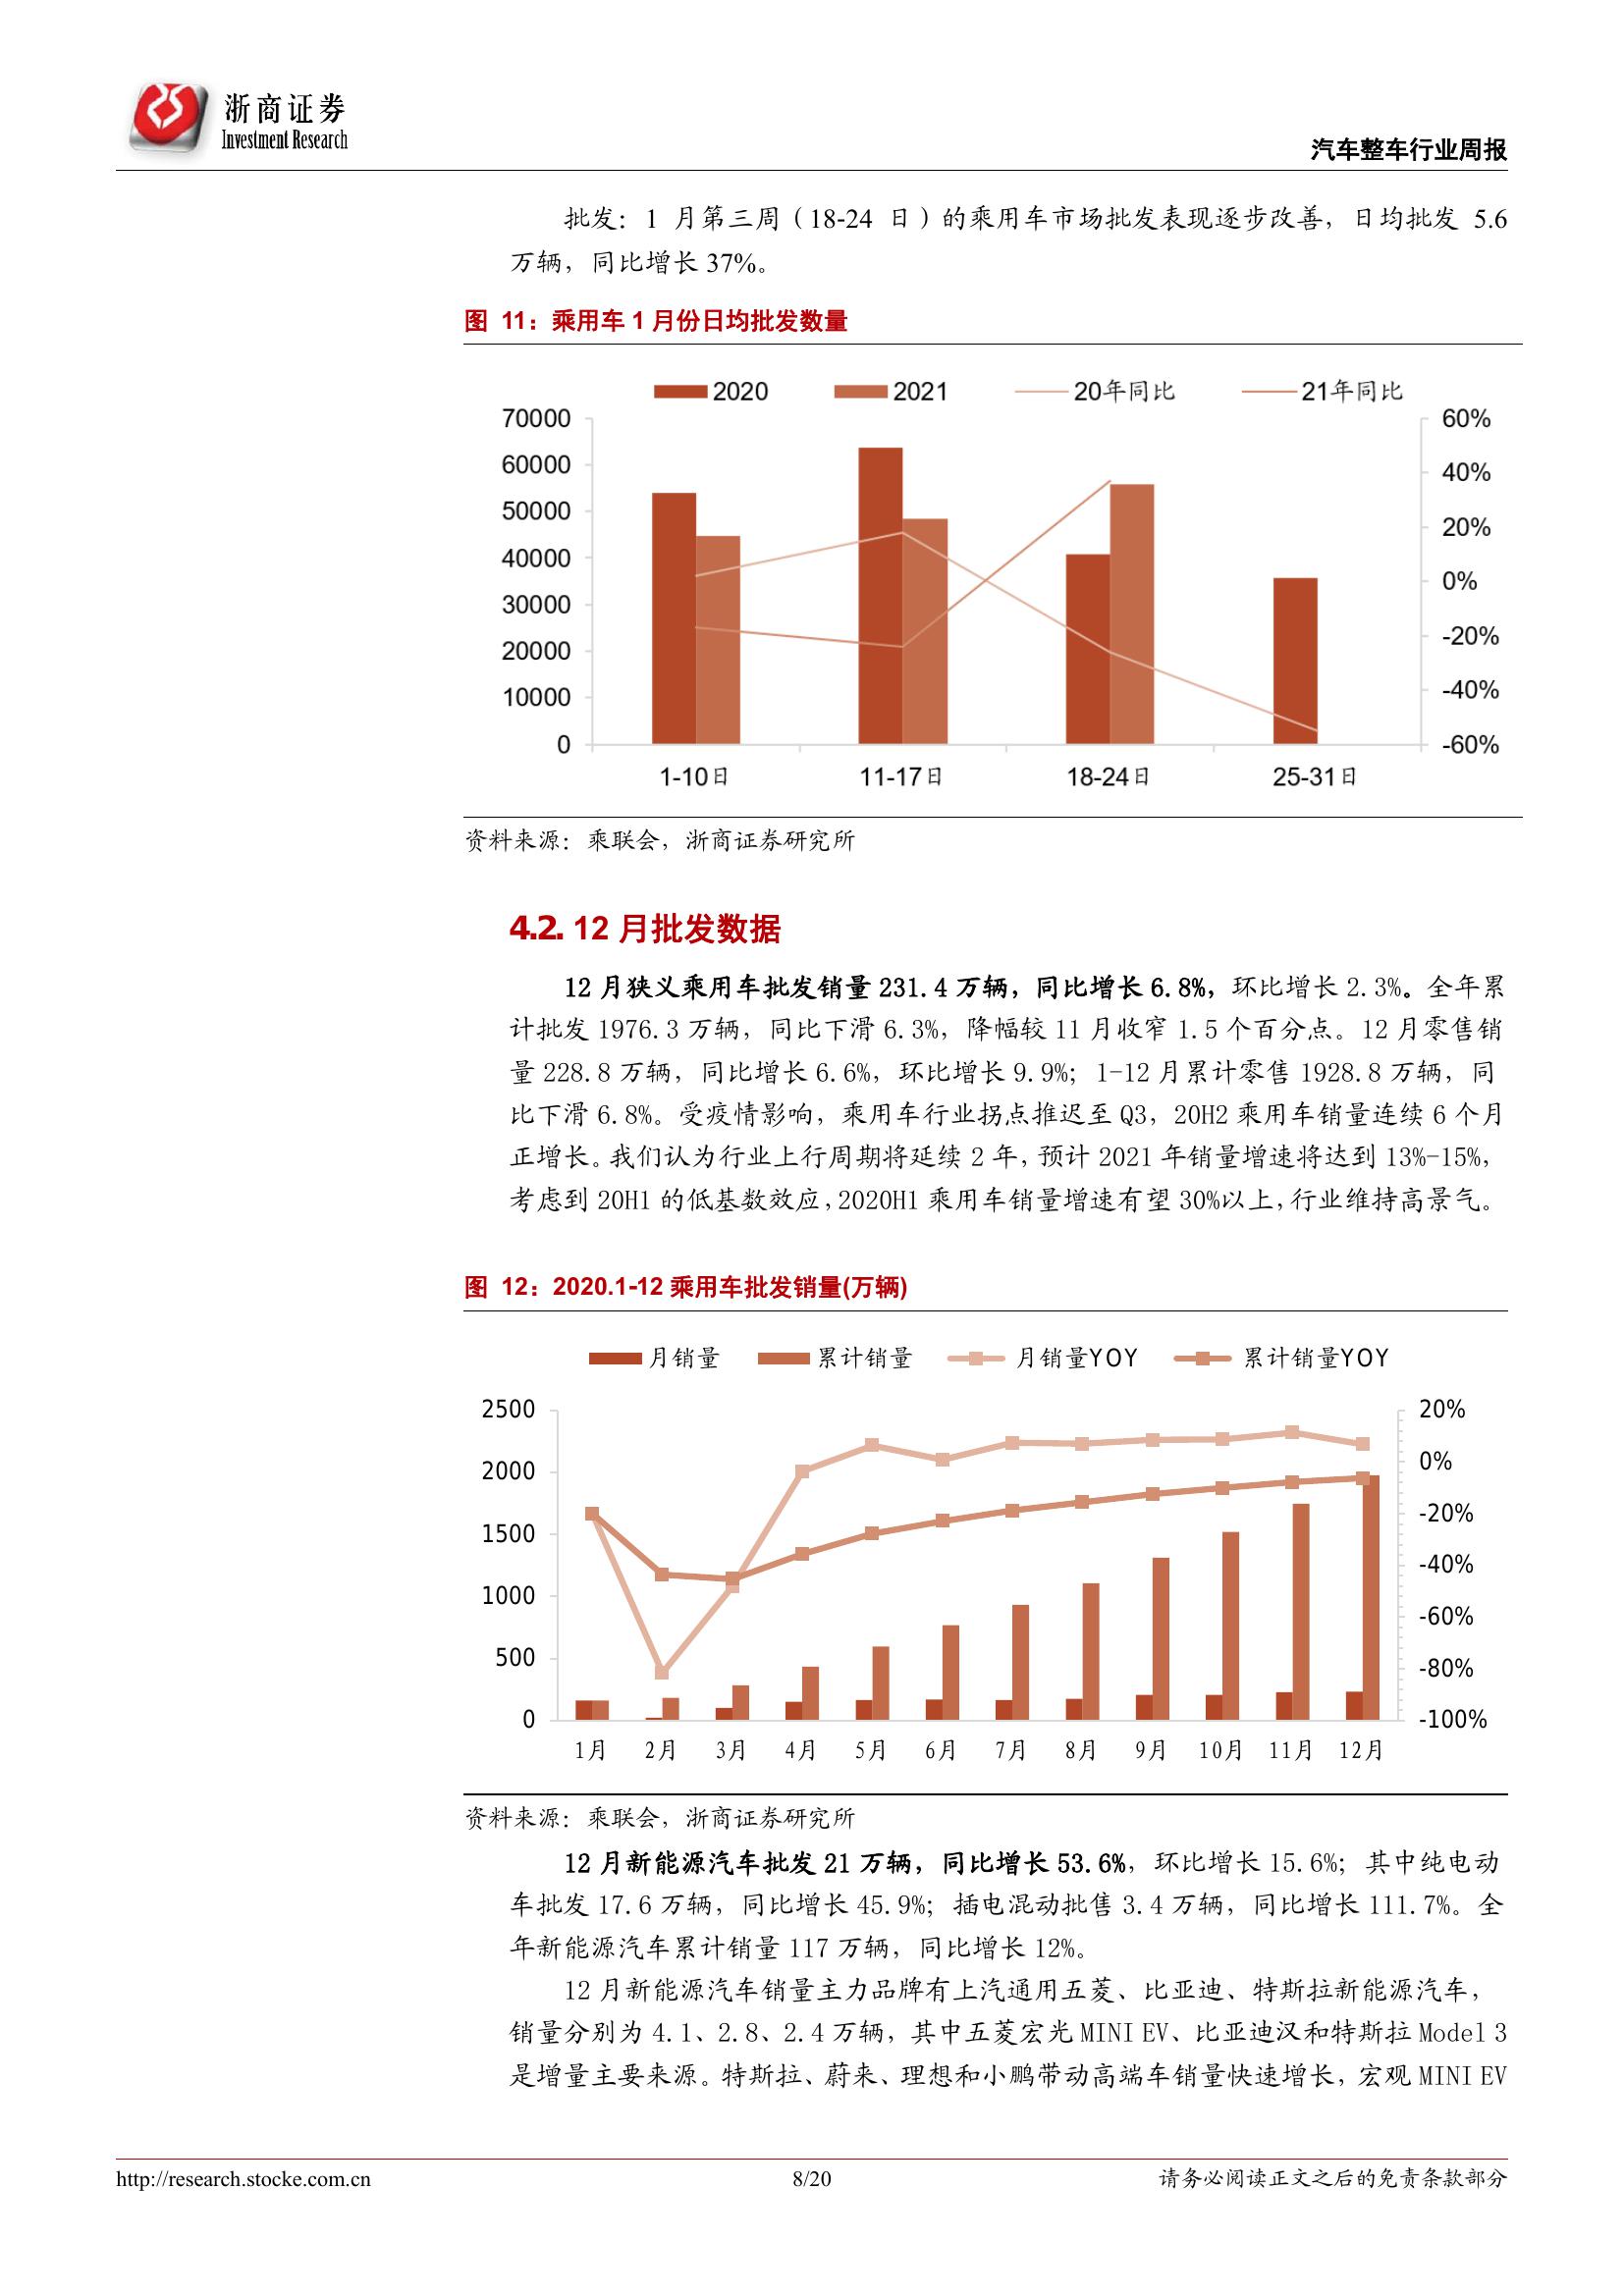 浙商证券
Investment Research
汽车整车行业周报
批发：1 月第三周（18-24 日）的乘用车市场批发表现逐步改善，日均批发 5.6
万辆，同比增长 37%。
图 11：乘用车 1 月份日均批发数量
2020 2021 20年同比 21年同比
70000 60%
60000 40%
50000 20%
40000 0%
30000 -20%
20000 -40%
10000 -60%
0
1-10日 11-17日 18-24日 25-31日
资料来源：乘联会，浙商证券研究所
4.2. 12 月批发数据
12 月狭义乘用车批发销量 231.4 万辆，同比增长 6.8%，环比增长 2.3%。全年累
计批发 1976.3 万辆，同比下滑 6.3%，降幅较 11 月收窄 1.5 个百分点。12 月零售销
量 228.8 万辆，同比增长 6.6%，环比增长 9.9%；1-12 月累计零售 1928.8 万辆，同
比下滑 6.8%。受疫情影响，乘用车行业拐点推迟至 Q3，20H2 乘用车销量连续 6 个月
正增长。我们认为行业上行周期将延续 2 年，预计 2021 年销量增速将达到 13%-15%，
考虑到 20H1 的低基数效应，2020H1 乘用车销量增速有望 30%以上，行业维持高景气。
图 12：2020.1-12 乘用车批发销量(万辆)
月销量 累计销量 月销量YOY 累计销量YOY
2500 20%
2000 0%
1500 -20%
1000 -40%
500 -60%
0 -80%
-100%
1月 2月 3月 4月 5月 6月 7月 8月 9月 10月 11月 12月
资料来源：乘联会，浙商证券研究所
12 月新能源汽车批发 21 万辆，同比增长 53.6%，环比增长 15.6%；其中纯电动
车批发 17.6 万辆，同比增长 45.9%；插电混动批售 3.4 万辆，同比增长 111.7%。全
年新能源汽车累计销量 117 万辆，同比增长 12%。
12 月新能源汽车销量主力品牌有上汽通用五菱、比亚迪、特斯拉新能源汽车，
销量分别为 4.1、2.8、2.4 万辆，其中五菱宏光 MINI EV、比亚迪汉和特斯拉 Model 3
是增量主要来源。特斯拉、蔚来、理想和小鹏带动高端车销量快速增长，宏观 MINI EV
http://research.stocke.com.cn 8/20 请务必阅读正文之后的免责条款部分